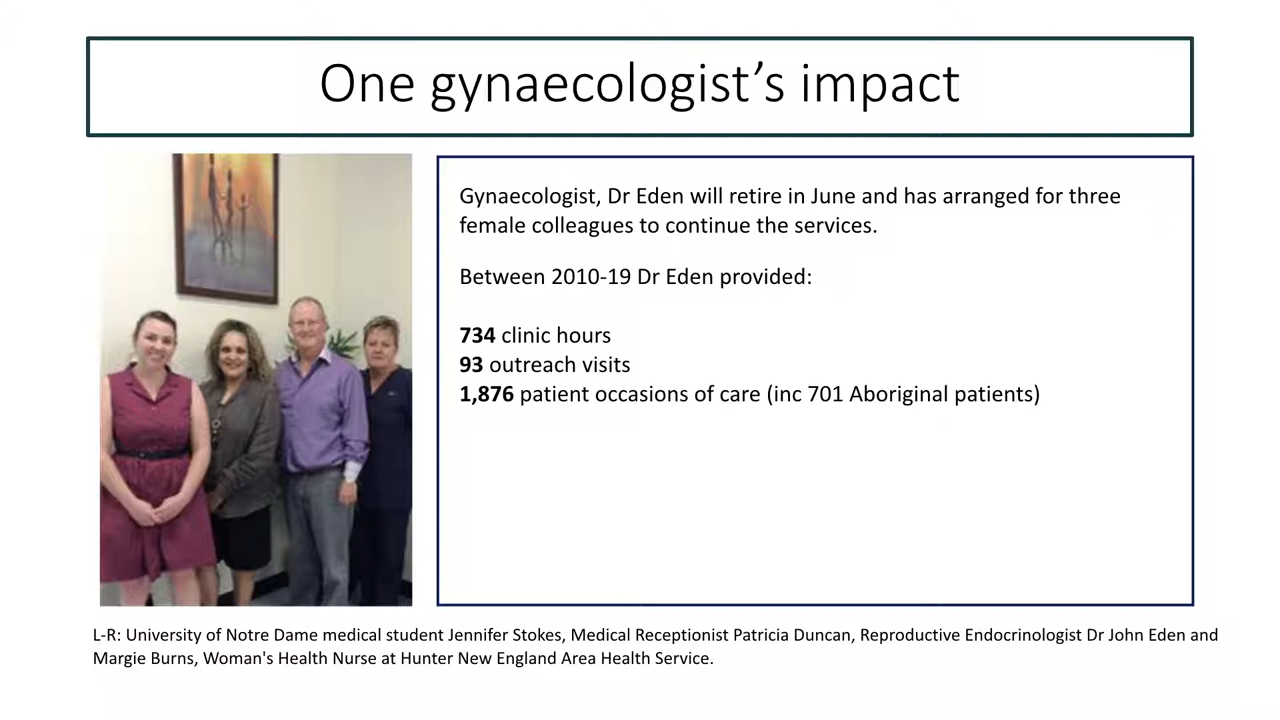 One gynaecologist’s impact
Gynaecologist, Dr Eden will retire in June and has arranged for three
female colleagues to continue the services.
Between 2010-19 Dr Eden provided:
734 clinic hours
93 outreach visits
1,876 patient occasions of care (inc 701 Aboriginal patients)
L-R: University of Notre Dame medical student Jennifer Stokes, Medical Receptionist Patricia Duncan, Reproductive Endocrinologist Dr John Eden and
Margie Burns, Woman's Health Nurse at Hunter New England Area Health Service.